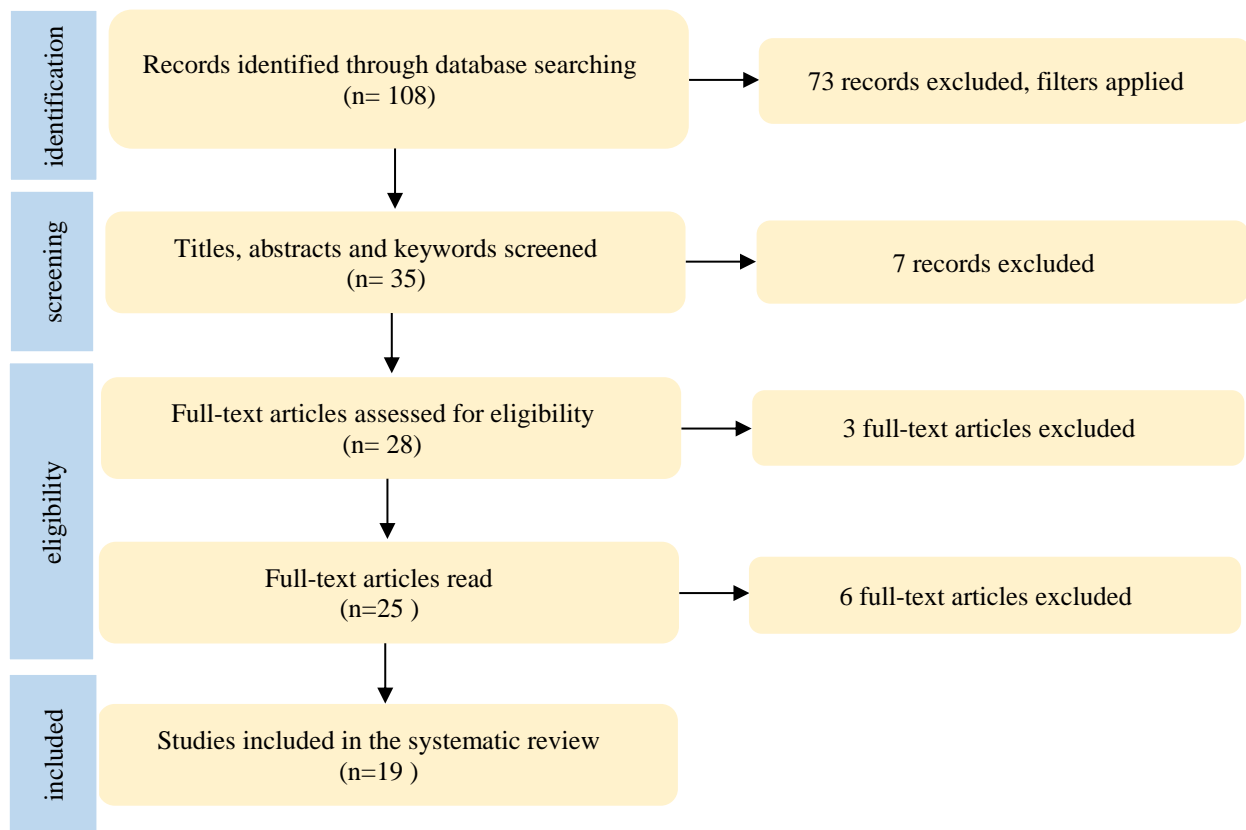 identification
Records identified through database searching
(n= 108)
73 records excluded, filters applied
screening
Titles, abstracts and keywords screened
(n= 35)
7 records excluded
eligibility
Full-text articles assessed for eligibility
(n= 28)
3 full-text articles excluded
Full-text articles read
(n=25 )
6 full-text articles excluded
included
Studies included in the systematic review
(n=19 )